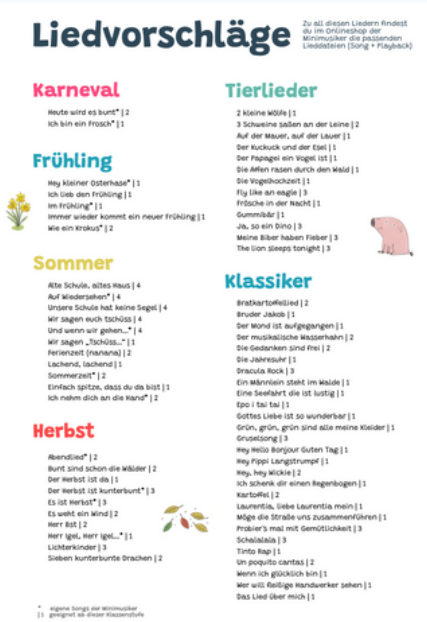 Liedvorschläge
Zu all diesen Liedern findest
du im Onlineshop der
Minimusiker die passenden
Lieddateien (Song + Playback)
Karneval
Heute wird es bunt* | 2
Ich bin ein Frosch* | 1
Frühling
Hey kleiner Osterhase* | 1
Ich lieb den Frühling | 1
Im Frühling* | 1
Immer wieder kommt ein neuer Frühling | 1
Wie ein Krokus* | 2
Sommer
Alte Schule, altes Haus | 4
Auf Wiedersehen* | 4
Unsere Schule hat keine Segel | 4
Wir sagen euch tschüss | 4
Und wenn wir gehen...* | 4
Wir sagen „Tschüss...“ | 1
Ferienzeit (nanana) | 2
Lachend, lachend | 1
Sommerzeit* | 2
Einfach spitze, dass du da bist | 1
Ich nehm dich an die Hand* | 2
Herbst
Abendlied* | 2
Bunt sind schon die Wälder | 2
Der Herbst ist da | 1
Der Herbst ist kunterbunt* | 3
Es ist Herbst* | 3
Es weht ein Wind | 2
Herr Bst | 2
Herr Igel, Herr Igel...* | 1
Lichterkinder | 3
Sieben kunterbunte Drachen | 2
* eigene Songs der Minimusiker
| 1 geeignet ab dieser Klassenstufe
Tierlieder
2 kleine Wölfe | 1
3 Schweine saßen an der Leine | 2
Auf der Mauer, auf der Lauer | 1
Der Kuckuck und der Esel | 1
Der Papagei ein Vogel ist | 1
Die Affen rasen durch den Wald | 1
Die Vogelhochzeit | 1
Fly like an eagle | 3
Frösche in der Nacht | 1
Gummibär | 1
Ja, so ein Dino | 3
Meine Biber haben Fieber | 3
The lion sleeps tonight | 3
Klassiker
Bratkartoffellied | 2
Bruder Jakob | 1
Der Mond ist aufgegangen | 1
Der musikalische Wasserhahn | 2
Die Gedanken sind frei | 2
Die Jahresuhr | 1
Dracula Rock | 3
Ein Männlein steht im Walde | 1
Eine Seefahrt die ist lustig | 1
Epo i tai tai | 1
Gottes Liebe ist so wunderbar | 1
Grün, grün, grün sind alle meine Kleider | 1
Gruselsong | 3
Hey Hello Bonjour Guten Tag | 1
Hey Pippi Langstrumpf | 1
Hey, hey Wickie | 2
Ich schenk dir einen Regenbogen | 1
Kartoffel | 2
Laurentia, liebe Laurentia mein | 1
Möge die Straße uns zusammenführen | 1
Probier's mal mit Gemütlichkeit | 3
Schalalala | 3
Tinto Rap | 1
Un poquito cantas | 2
Wenn ich glücklich bin | 1
Wer will fleißige Handwerker sehen | 1
Das Lied über mich | 1